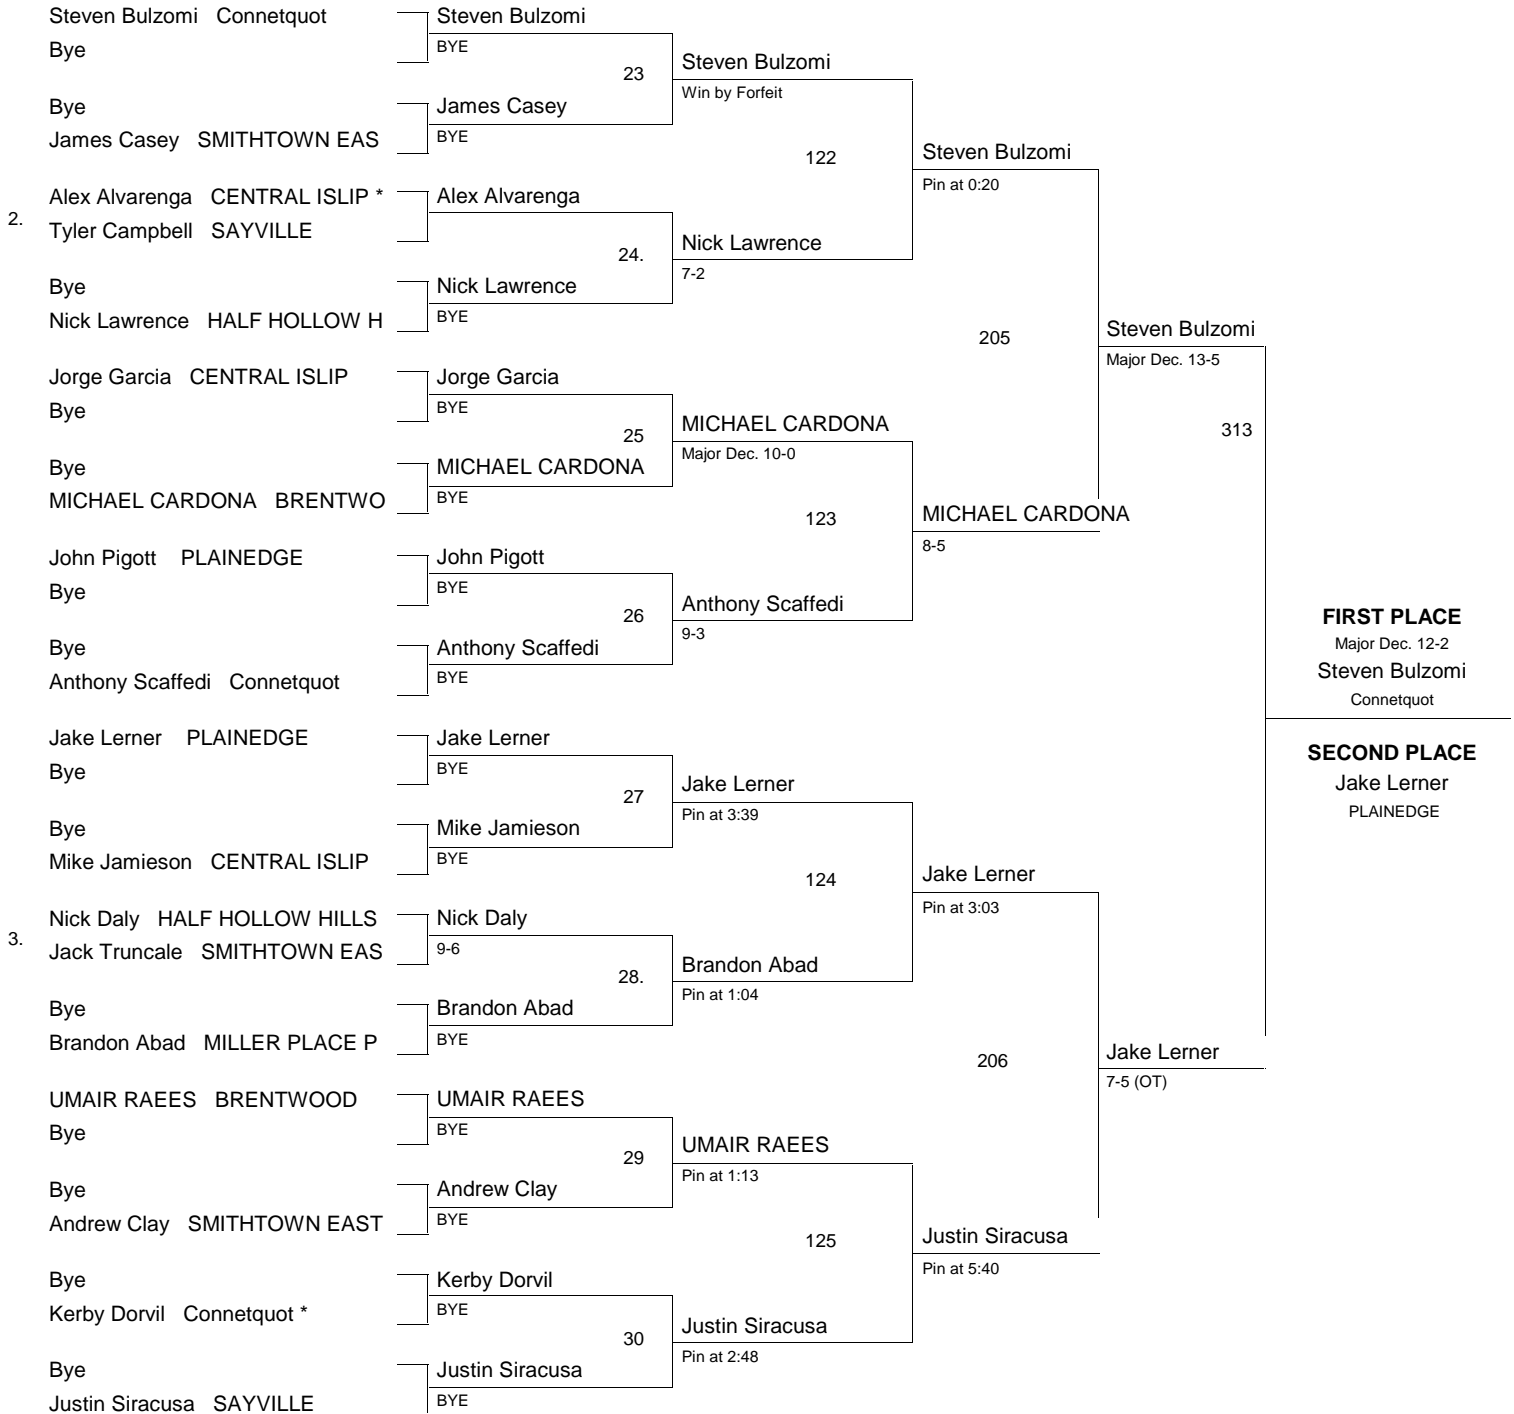 Steven Bulzomi Connetquot
Bye
Steven Bulzomi
BYE
23
Bye
James Casey SMITHTOWN EAS
James Casey
BYE
Steven Bulzomi
Win by Forfeit
122
2.
Alex Alvarenga CENTRAL ISLIP *
Tyler Campbell SAYVILLE
Alex Alvarenga
24.
Bye
Nick Lawrence HALF HOLLOW H
Nick Lawrence
BYE
Nick Lawrence
7-2
Steven Bulzomi
Pin at 0:20
205
Jorge Garcia CENTRAL ISLIP
Bye
Jorge Garcia
BYE
25
Bye
MICHAEL CARDONA BRENTWO
MICHAEL CARDONA
BYE
MICHAEL CARDONA
Major Dec. 10-0
123
John Pigott PLAINEDGE
Bye
John Pigott
BYE
26
Bye
Anthony Scaffedi Connetquot
Anthony Scaffedi
BYE
Anthony Scaffedi
9-3
MICHAEL CARDONA
8-5
Steven Bulzomi
Major Dec. 13-5
313
Jake Lerner PLAINEDGE
Bye
Jake Lerner
BYE
27
Bye
Mike Jamieson CENTRAL ISLIP
Mike Jamieson
BYE
Jake Lerner
Pin at 3:39
124
3.
Nick Daly HALF HOLLOW HILLS
Jack Truncale SMITHTOWN EAS
Nick Daly
9-6
28.
Bye
Brandon Abad MILLER PLACE P
Brandon Abad
BYE
Brandon Abad
Pin at 1:04
Jake Lerner
Pin at 3:03
206
UMAIR RAEES BRENTWOOD
Bye
UMAIR RAEES
BYE
29
Bye
Andrew Clay SMITHTOWN EAST
Andrew Clay
BYE
UMAIR RAEES
Pin at 1:13
125
Bye
Kerby Dorvil Connetquot *
Kerby Dorvil
BYE
30
Bye
Justin Siracusa SAYVILLE
Justin Siracusa
BYE
Justin Siracusa
Pin at 2:48
Justin Siracusa
Pin at 5:40
Jake Lerner
7-5 (OT)
FIRST PLACE
Major Dec. 12-2
Steven Bulzomi
Connetquot
SECOND PLACE
Jake Lerner
PLAINEDGE